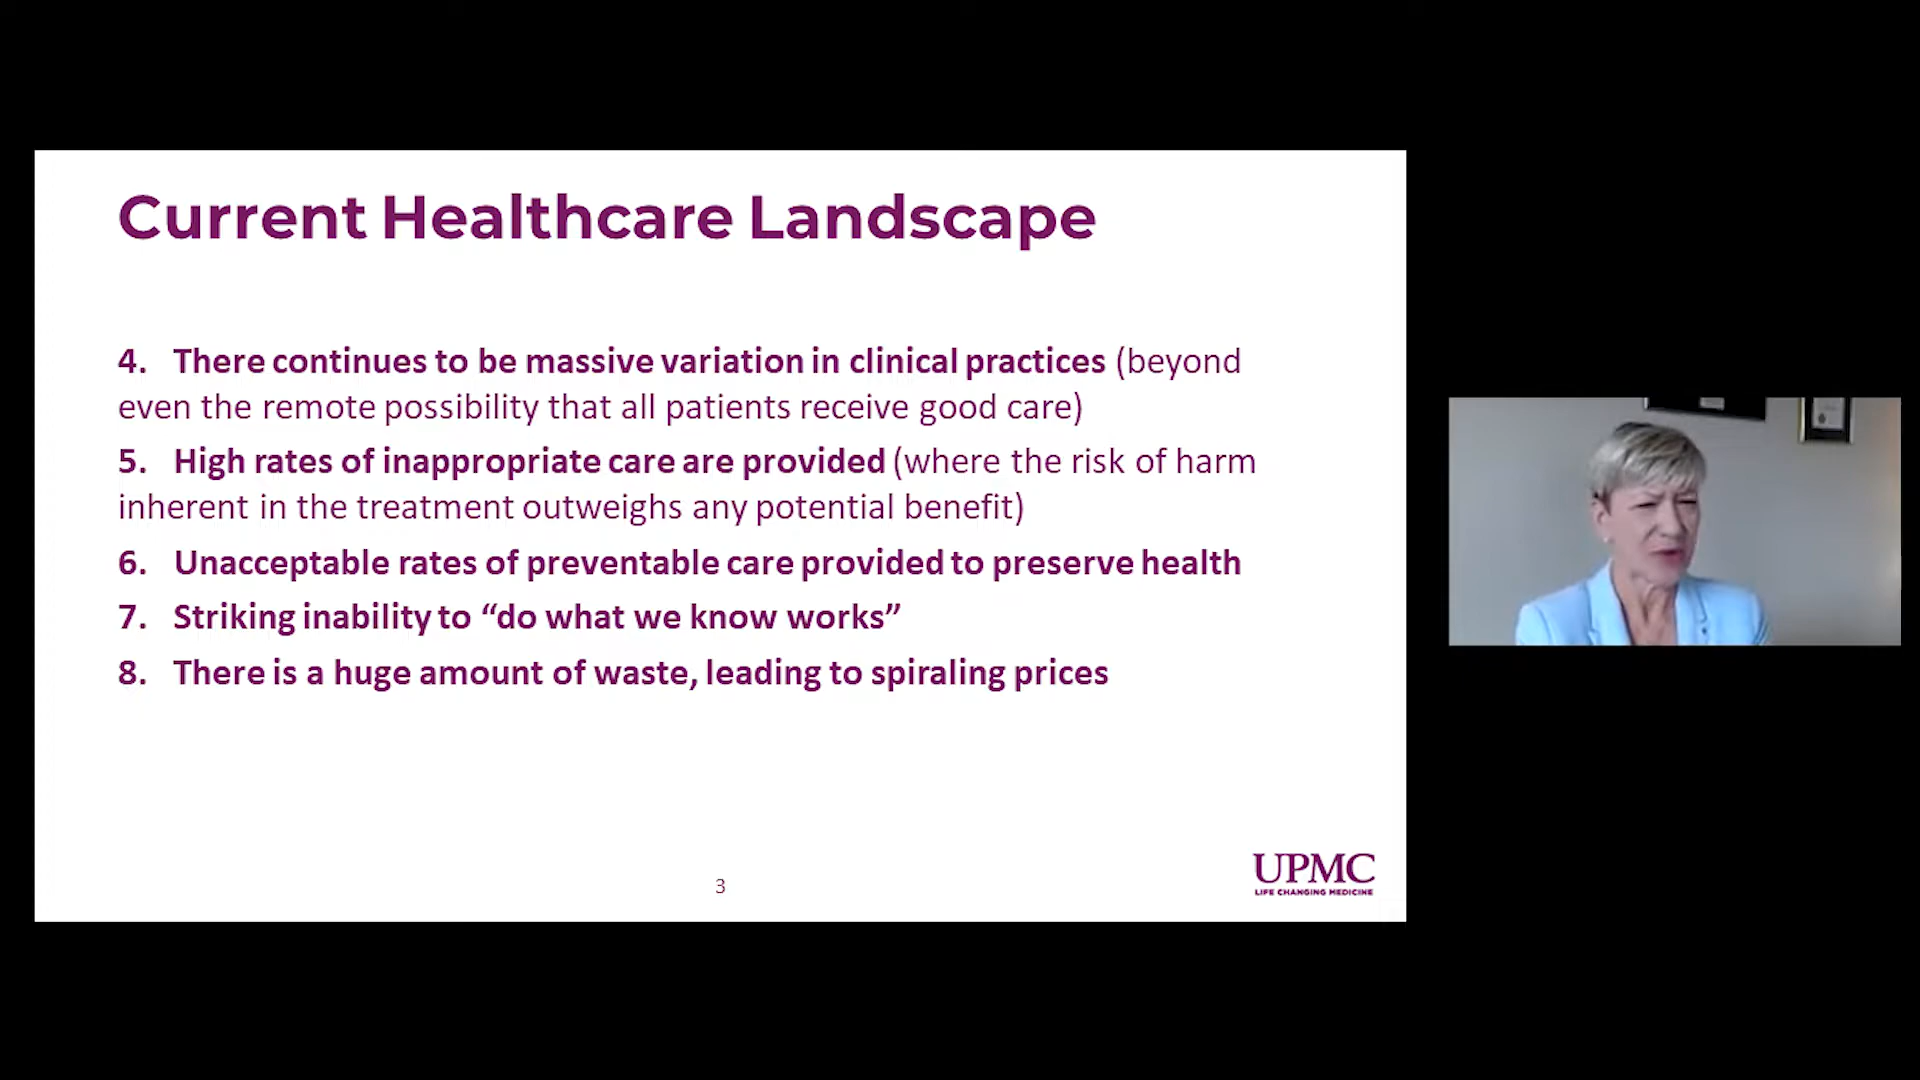 Current Healthcare Landscape
4. There continues to be massive variation in clinical practices (beyond
even the remote possibility that all patients receive good care)
5. High rates of inappropriate care are provided (where the risk of harm
inherent in the treatment outweighs any potential benefit)
6. Unacceptable rates of preventable care provided to preserve health
7. Striking inability to “do what we know works”
8. There is a huge amount of waste, leading to spiraling prices
3
UPMC
LIFE CHANGING MEDICINE